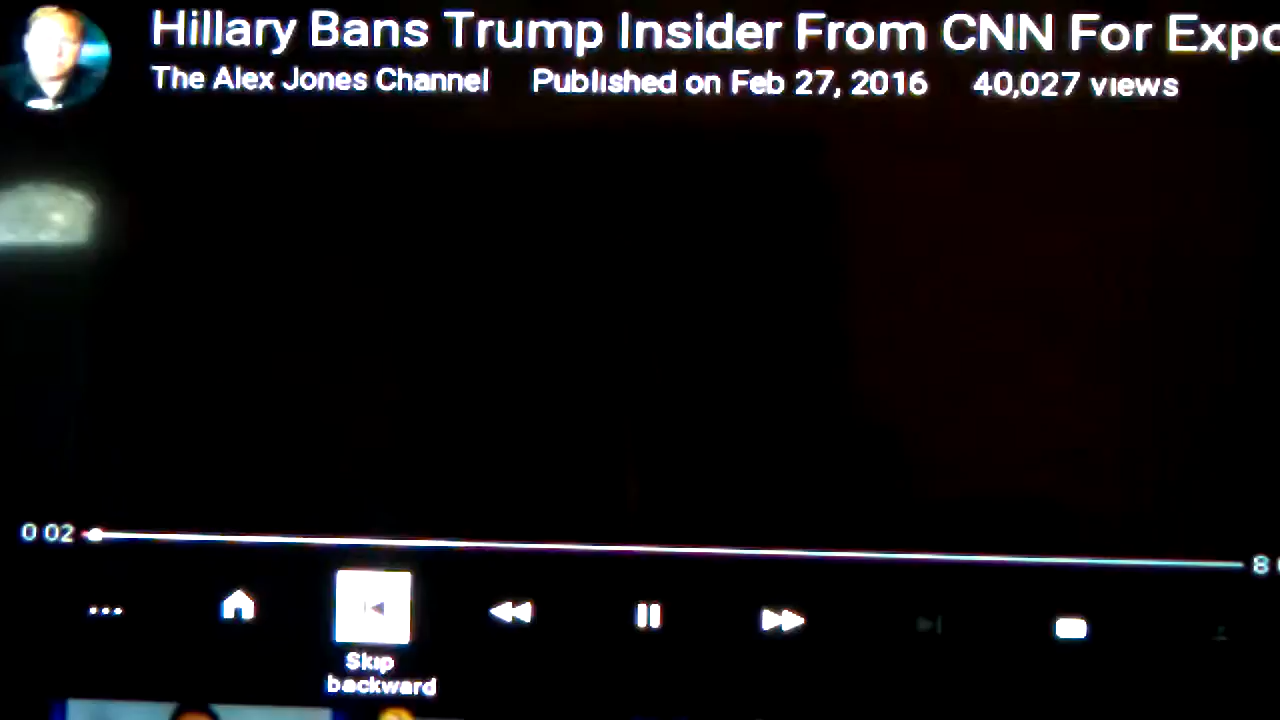 Hillary Bans Trump Insider From CNN For
The Alex Jones Channel Published on Feb 27, 2016 40,027 views
0 02
8
Skip
backward